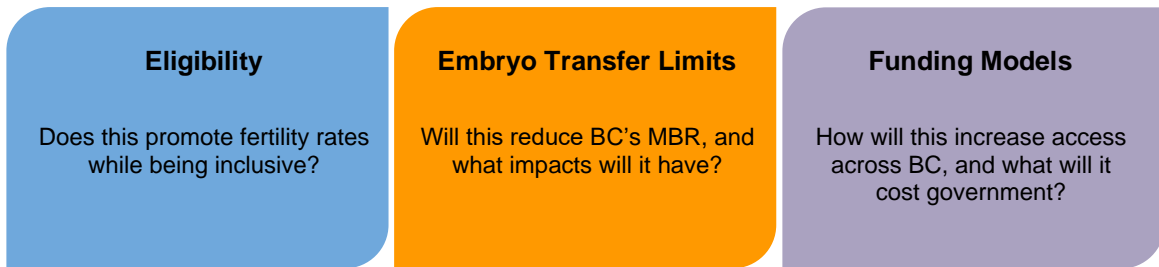 Eligibility
Does this promote fertility rates
while being inclusive?
Embryo Transfer Limits
Will this reduce BC's MBR, and
what impacts will it have?
Funding Models
How will this increase access
across BC, and what will it
cost government?